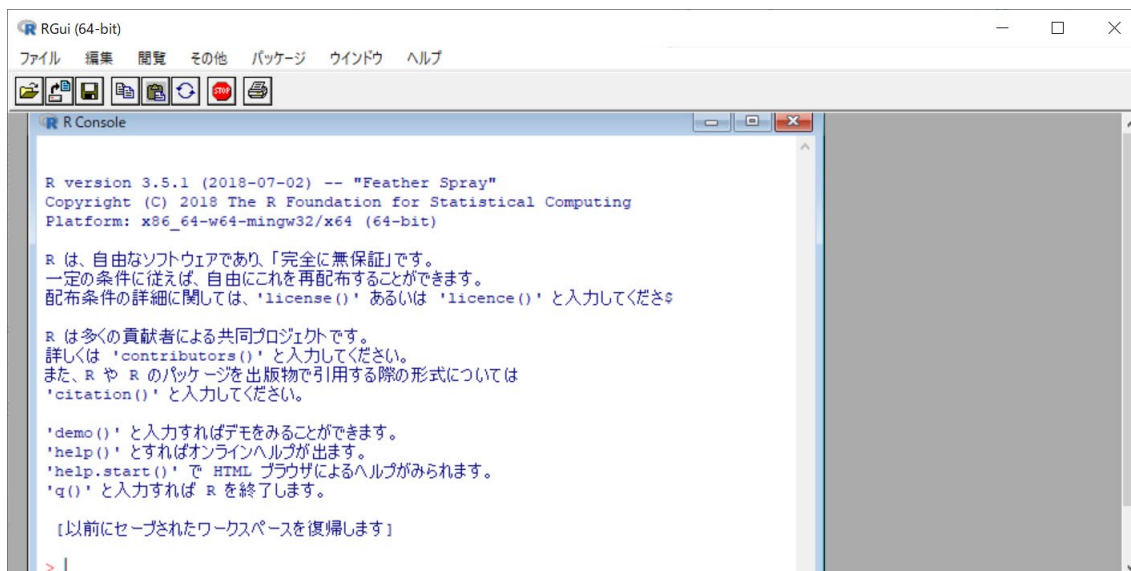 RGui (64-bit)
ファイル 編集 閲覧 その他 パッケージ ウインドウ ヘルプ
STOP
R Console
R version 3.5.1 (2018-07-02) -- "Feather Spray"
Copyright (C) 2018 The R Foundation for Statistical Computing
Platform: x86_64-w64-mingw32/x64 (64-bit)
R は、自由なソフトウェアであり、「完全に無保証」です。
一定の条件に従えば、自由にこれを再配布することができます。
配布条件の詳細に関しては、'license()' あるいは 'licence()' と入力してくださ$
R は多くの貢献者による共同プロジェクトです。
詳しくは 'contributors()' と入力してください。
また、R や R のパッケージを出版物で引用する際の形式については
'citation()' と入力してください。
'demo()' と入力すればデモをみることができます。
'help()' とすればオンラインヘルプが出ます。
'help.start()' で HTML ブラウザによるヘルプがみられます。
'q()' と入力すれば R を終了します。
[以前にセーブされたワークスペースを復帰します]
>